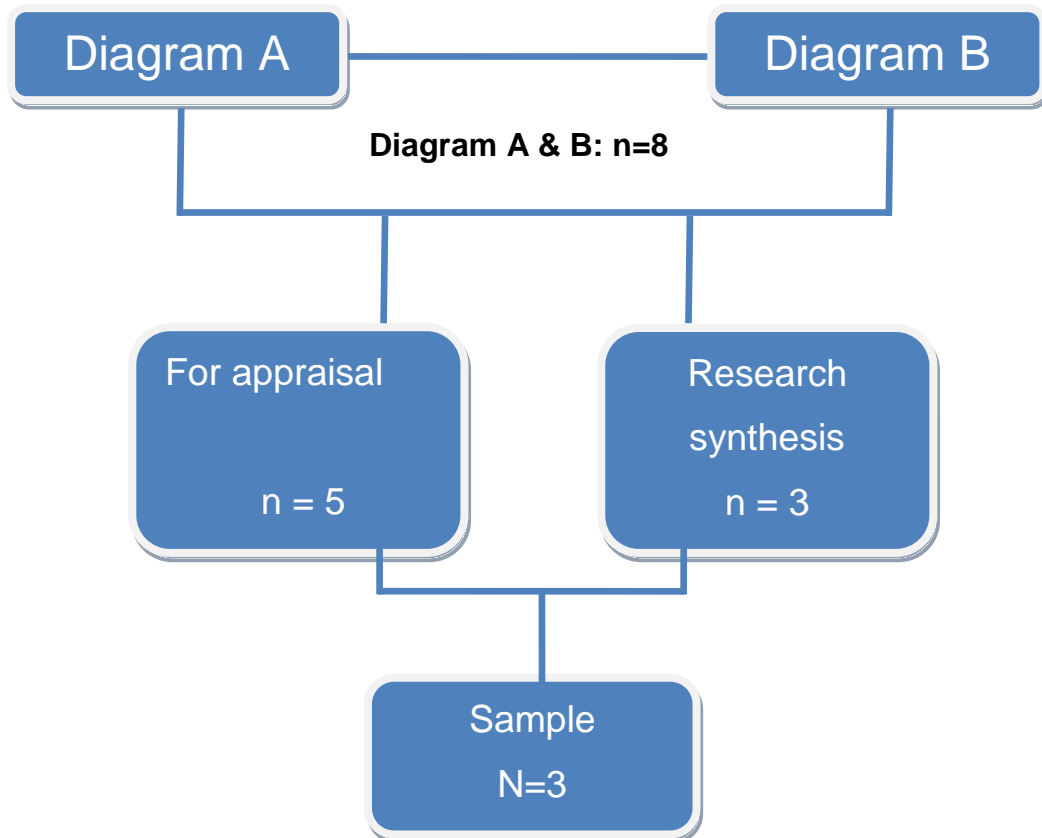 Diagram A
Diagram B
Diagram A & B: n=8
For appraisal
n = 5
Research
synthesis
n = 3
Sample
N=3